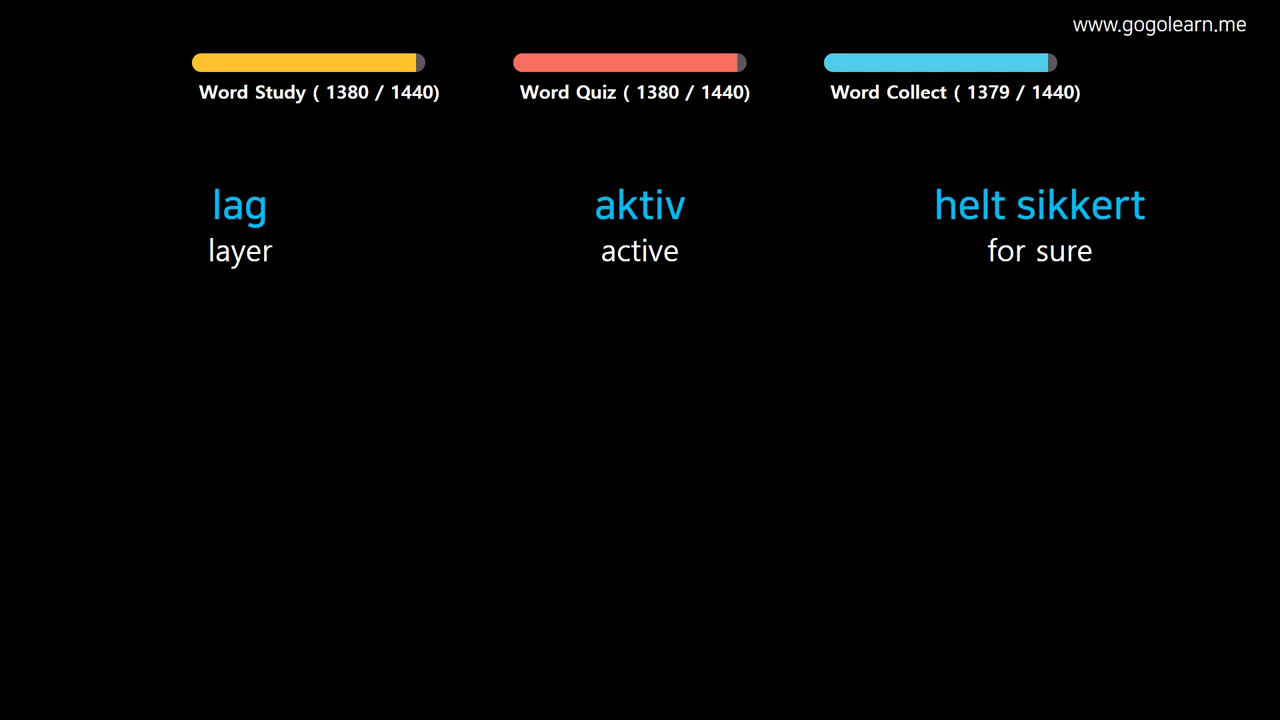 www.gogolearn.me
Word Study ( 1380 / 1440)
Word Quiz ( 1380 / 1440)
Word Collect ( 1379 / 1440)
lag
layer
aktiv
active
helt sikkert
for sure